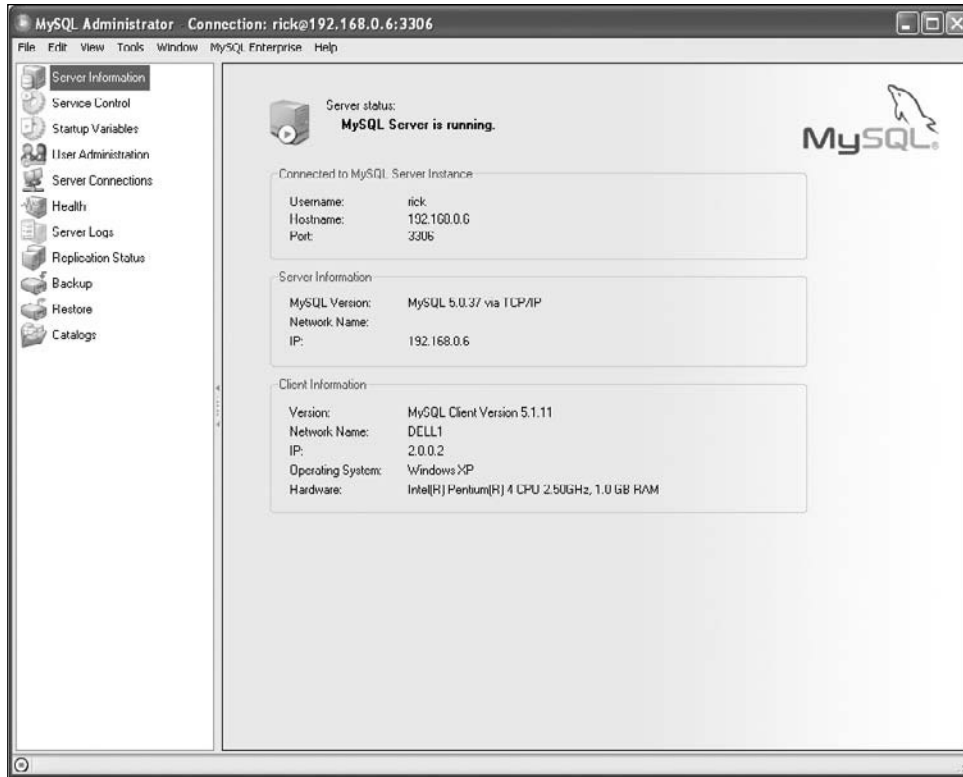 MySQL Administrator Connection: rick@192.168.0.6:3306
File Edit View Tools Window MySQL Enterprise Help
Server Information
Service Control
Startup Variables
User Administration
Server Connections
Health
Server Logs
Replication Status
Backup
Restore
Catalogs
Server status:
MySQL Server is running.
MySQL®
Connected to MySQL Server Instance
Username: rick
Hostname: 192.168.0.6
Port: 3306
Server Information
MySQL Version: MySQL 5.0.37 via TCP/IP
Network Name:
IP: 192.168.0.6
Client Information
Version: MySQL Client Version 5.1.11
Network Name: DELL1
IP: 2.0.0.2
Operating System: Windows XP
Hardware: Intel(R) Pentium(R) 4 CPU 2.50GHz, 1.0 GB RAM